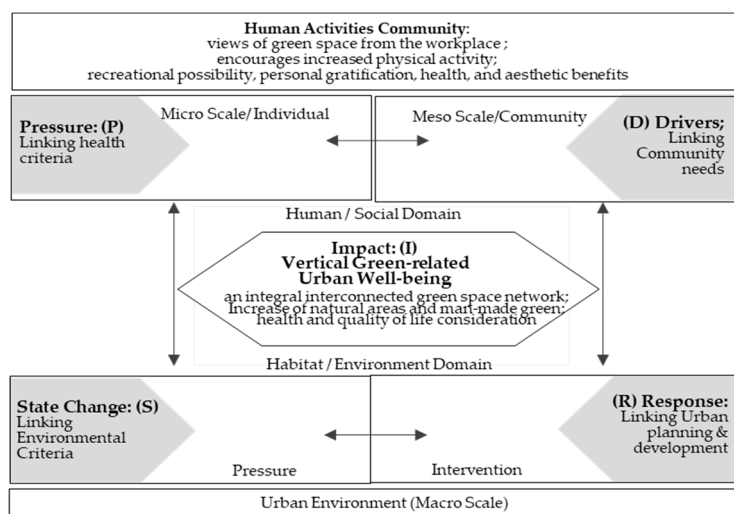 Human Activities Community:
views of green space from the workplace ;
encourages increased physical activity;
recreational possibility, personal gratification, health, and aesthetic benefits
Pressure: (P)
Linking health
criteria
Micro Scale/Individual
Meso Scale/Community
(D) Drivers;
Linking
Community
needs
Human / Social Domain
Impact: (I)
Vertical Green-related
Urban Well-being
an integral interconnected green space network;
Increase of natural areas and mart-made green;
health and quality of life consideration
Habitat / Environment Domain
State Change: (S)
Linking
Environmental
Criteria
Pressure
Intervention
(R) Response:
Linking Urban
planning &
development
Urban Environment (Macro Scale)